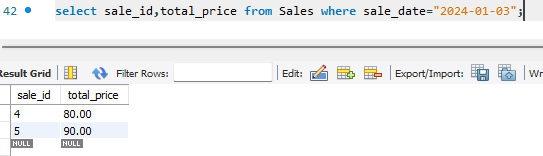 42 select sale_id,total_price from Sales where sale_date="2024-01-03";
Result Grid Filter Rows: Edit: Export/Import:
sale_id total_price
4 80.00
5 90.00
NULL NULL